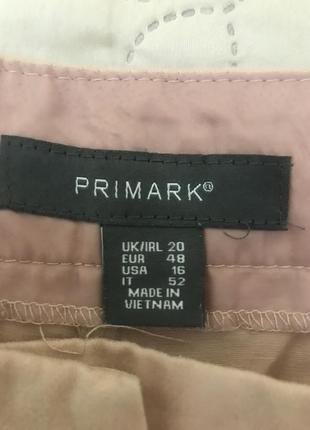 PRIMARK®
UK/IRL 20
EUR 48
USA 16
IT 52
MADE IN
VIETNAM